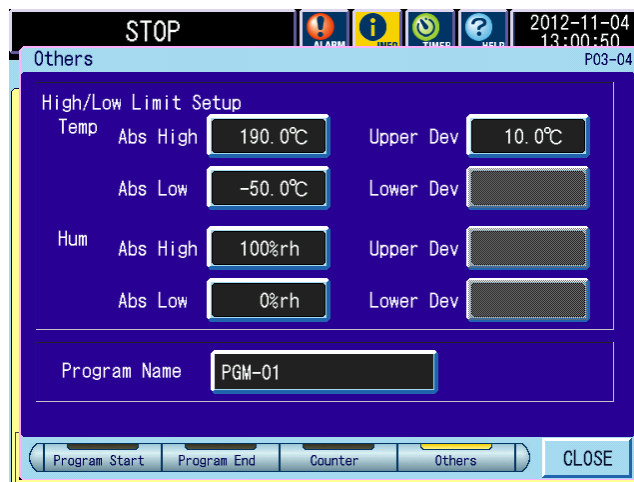 STOP
ALARM
INFO
TIMER
HELP
2012-11-04
13:00:50
Others
P03-04
High/Low Limit Setup
Temp Abs High 190.0℃ Upper Dev 10.0℃
Abs Low -50.0℃ Lower Dev
Hum Abs High 100%rh Upper Dev
Abs Low 0%rh Lower Dev
Program Name PGM-01
Program Start Program End Counter Others CLOSE